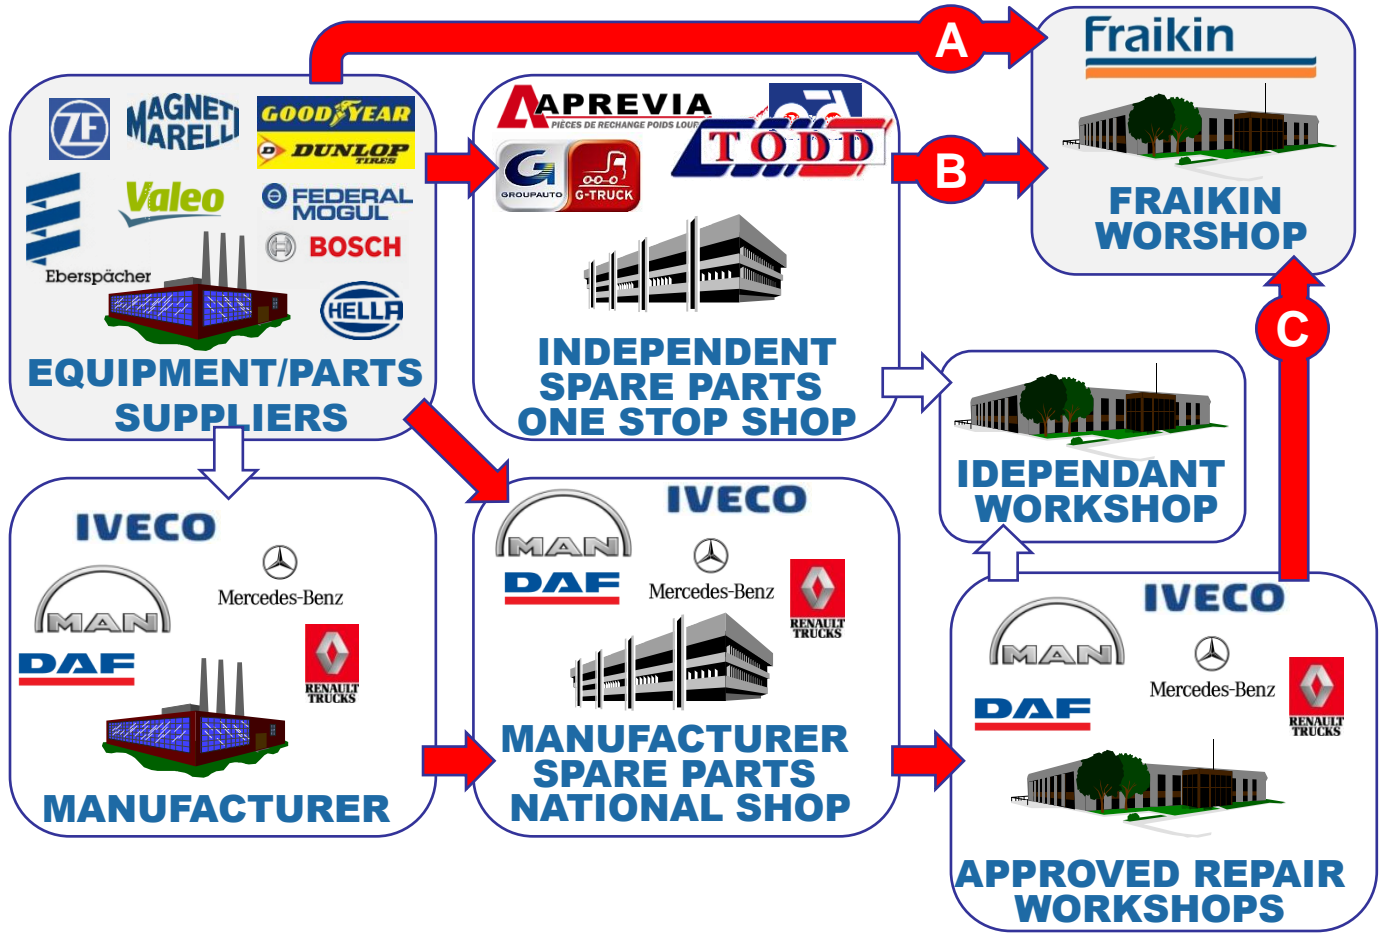 A
Fraikin
FRAIKIN
WORSHOP
ZF
MAGNETI
MARELLI
GOODYEAR
D DUNLOP
TIRES
Eberspächer
Valeo
FEDERAL
MOGUL
BOSCH
HELLA
EQUIPMENT/PARTS
SUPPLIERS
APREVIA
PIÈCES DE RECHANGE POIDS LOUR
TODD
G
GROUPAUTO
G-TRUCK
INDEPENDENT
SPARE PARTS
ONE STOP SHOP
B
C
IDEPENDANT
WORKSHOP
IVECO
MAN
Mercedes-Benz
DAF
RENAULT
TRUCKS
MANUFACTURER
IVECO
MAN
DAF
Mercedes-Benz
RENAULT
TRUCKS
MANUFACTURER
SPARE PARTS
NATIONAL SHOP
IVECO
MAN
Mercedes-Benz
DAF
RENAULT
TRUCKS
APPROVED REPAIR
WORKSHOPS